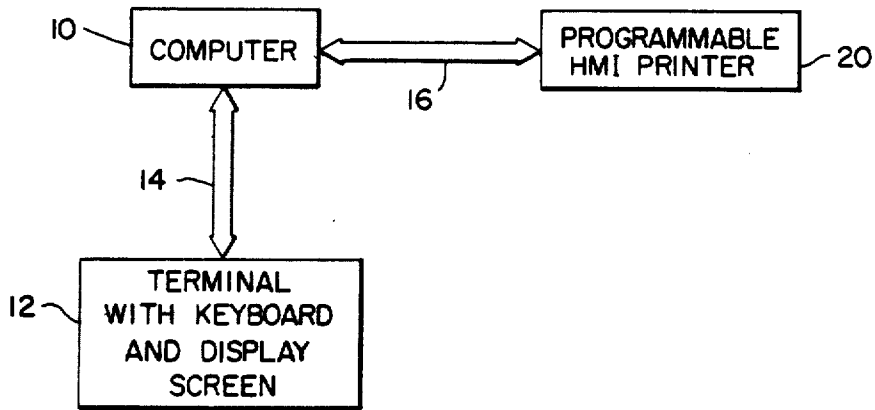 10
COMPUTER
PROGRAMMABLE
HMI PRINTER
20
16
14
12
TERMINAL
WITH KEYBOARD
AND DISPLAY
SCREEN